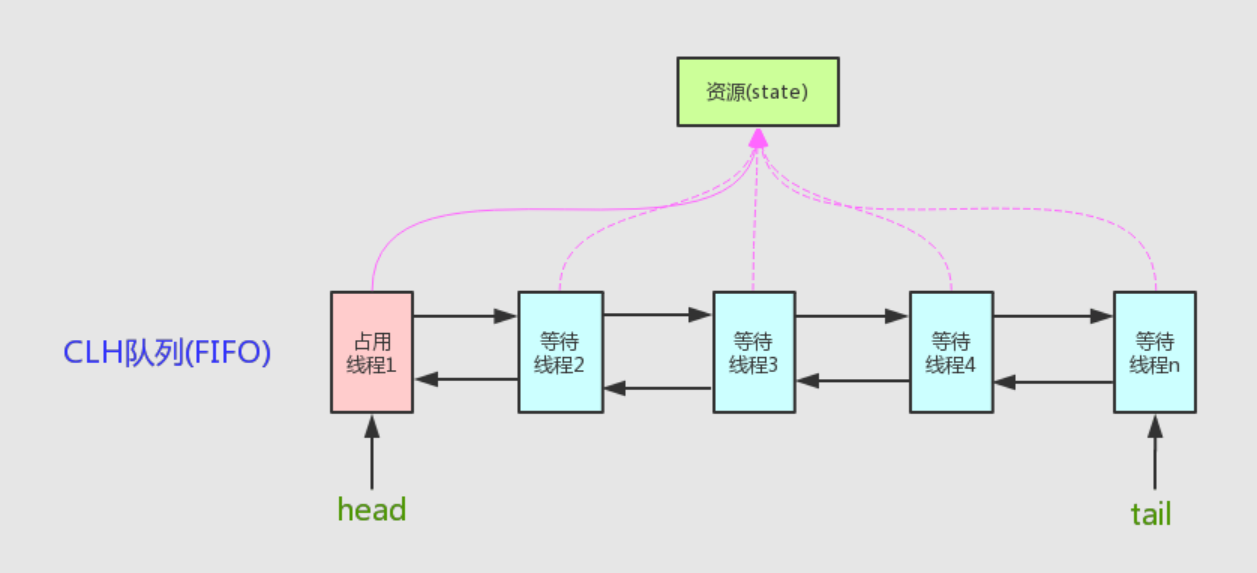 资源(state)
CLH队列(FIFO)
占用
线程1
等待
线程2
等待
线程3
等待
线程4
等待
线程n
head
tail